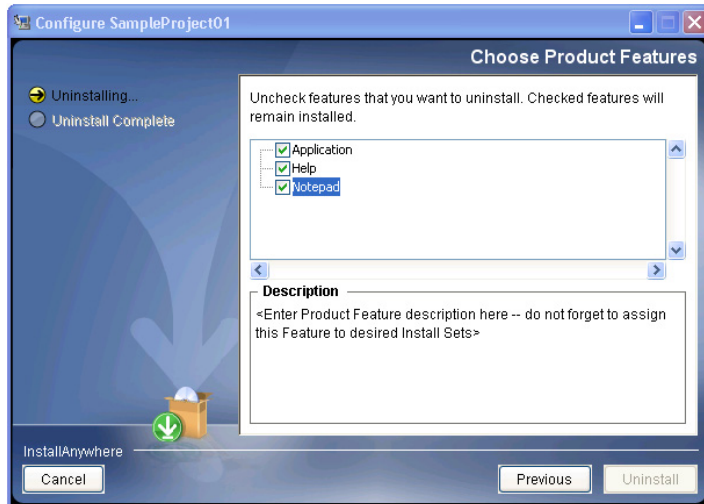 Configure SampleProject01
Choose Product Features
Uninstalling...
Uninstall Complete
Uncheck features that you want to uninstall. Checked features will
remain installed.
Application
Help
Notepad
Description
<Enter Product Feature description here -- do not forget to assign
this Feature to desired Install Sets>
InstallAnywhere
Cancel
Previous
Uninstall